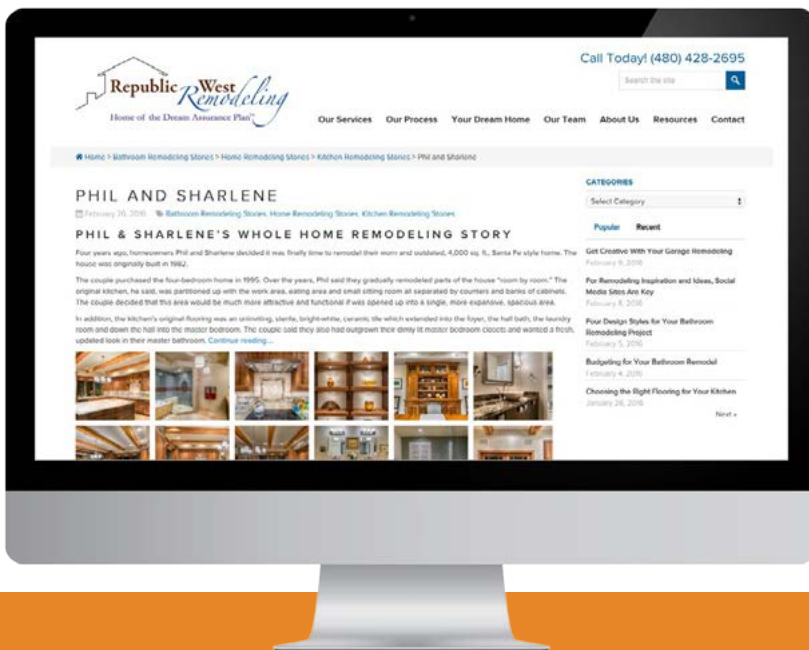 Call Today! (480) 428-2695
Search the site
Republic West
Remodeling
Home of the Dream Assurance Plan™
Our Services Our Process Your Dream Home Our Team About Us Resources Contact
Home > Bathroom Remodeling Stories > Home Remodeling Stories > Kitchen Remodeling Stories > Phil and Sharlene
PHIL AND SHARLENE
February 26, 2016 Bathroom Remodeling Stories, Home Remodeling Stories, Kitchen Remodeling Stories
PHIL & SHARLENE'S WHOLE HOME REMODELING STORY
Four years ago, homeowners Phil and Sharlene decided it was finally time to remodel their worn and outdated, 4,000 sq. ft., Santa Fe style home. The
house was originally built in 1982.
The couple purchased the four-bedroom home in 1995. Over the years, Phil said they gradually remodeled parts of the house "room by room." The
original kitchen, he said, was partitioned up with the work area, eating area and small sitting room all separated by counters and banks of cabinets.
The couple decided that this area would be much more attractive and functional if was opened up into a single, more expansive, spacious area.
In addition, the kitchen's original flooring was an uninviting, sterile, bright-white, ceramic tile which extended into the foyer, the hall bath, the laundry
room and down the hall into the master bedroom. The couple said they also had outgrown their dimly lit master bedroom closets and wanted a fresh,
updated look in their master bathroom. Continue reading...
CATEGORIES
Select Category
Popular Recent
Get Creative With Your Garage Remodeling
February 9, 2016
For Remodeling Inspiration and Ideas, Social
Media Sites Are Key
February 8, 2016
Four Design Styles for Your Bathroom
Remodeling Project
February 5, 2016
Budgeting for Your Bathroom Remodel
February 4, 2016
Choosing the Right Flooring for Your Kitchen
January 26, 2016
Next »